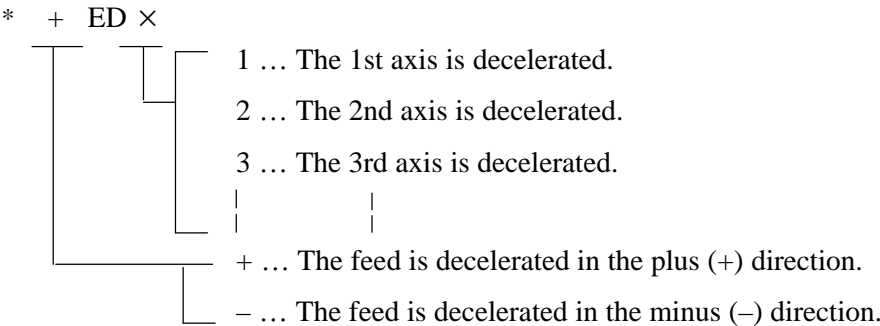 * + ED ×
1 … The 1st axis is decelerated.
2 … The 2nd axis is decelerated.
3 … The 3rd axis is decelerated.
+ … The feed is decelerated in the plus (+) direction.
– … The feed is decelerated in the minus (–) direction.